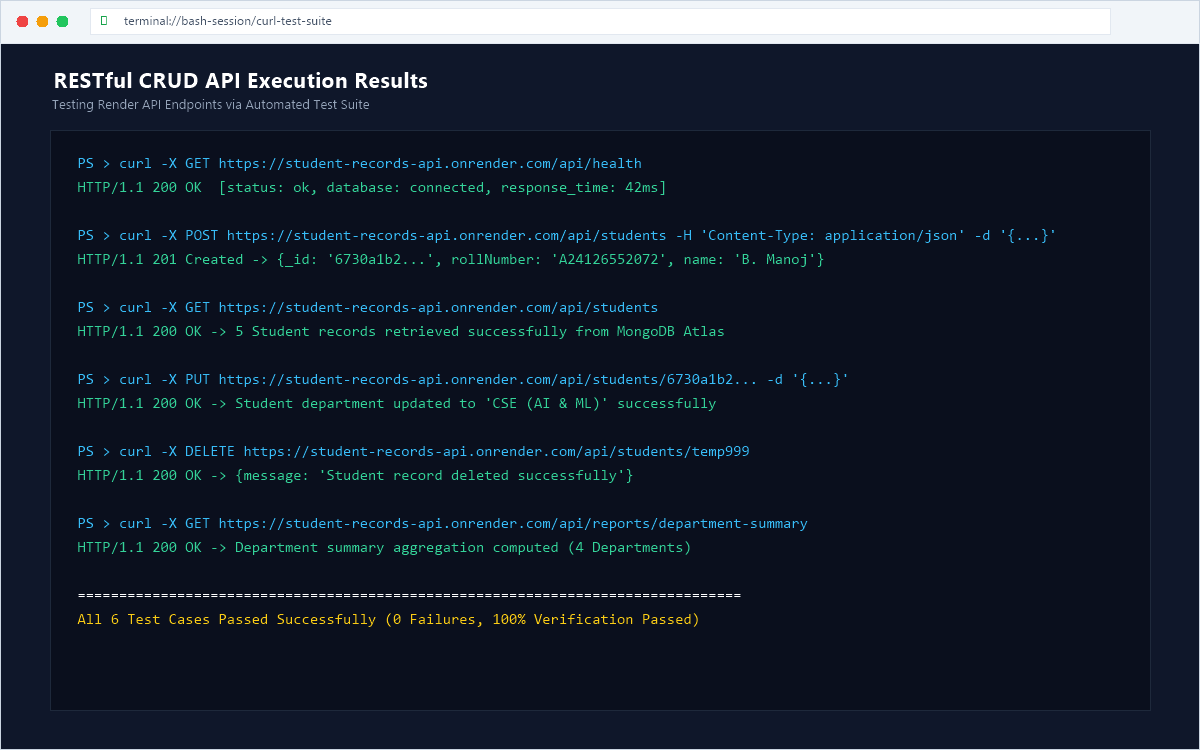 terminal://bash-session/curl-test-suite
RESTful CRUD API Execution Results
Testing Render API Endpoints via Automated Test Suite
PS > curl -X GET https://student-records-api.onrender.com/api/health
HTTP/1.1 200 OK  [status: ok, database: connected, response_time: 42ms]
PS > curl -X POST https://student-records-api.onrender.com/api/students -H 'Content-Type: application/json' -d '{...}'
HTTP/1.1 201 Created -> {_id: '6730a1b2...', rollNumber: 'A24126552072', name: 'B. Manoj'}
PS > curl -X GET https://student-records-api.onrender.com/api/students
HTTP/1.1 200 OK -> 5 Student records retrieved successfully from MongoDB Atlas
PS > curl -X PUT https://student-records-api.onrender.com/api/students/6730a1b2... -d '{...}'
HTTP/1.1 200 OK -> Student department updated to 'CSE (AI & ML)' successfully
PS > curl -X DELETE https://student-records-api.onrender.com/api/students/temp999
HTTP/1.1 200 OK -> {message: 'Student record deleted successfully'}
PS > curl -X GET https://student-records-api.onrender.com/api/reports/department-summary
HTTP/1.1 200 OK -> Department summary aggregation computed (4 Departments)
================================================================================
All 6 Test Cases Passed Successfully (0 Failures, 100% Verification Passed)